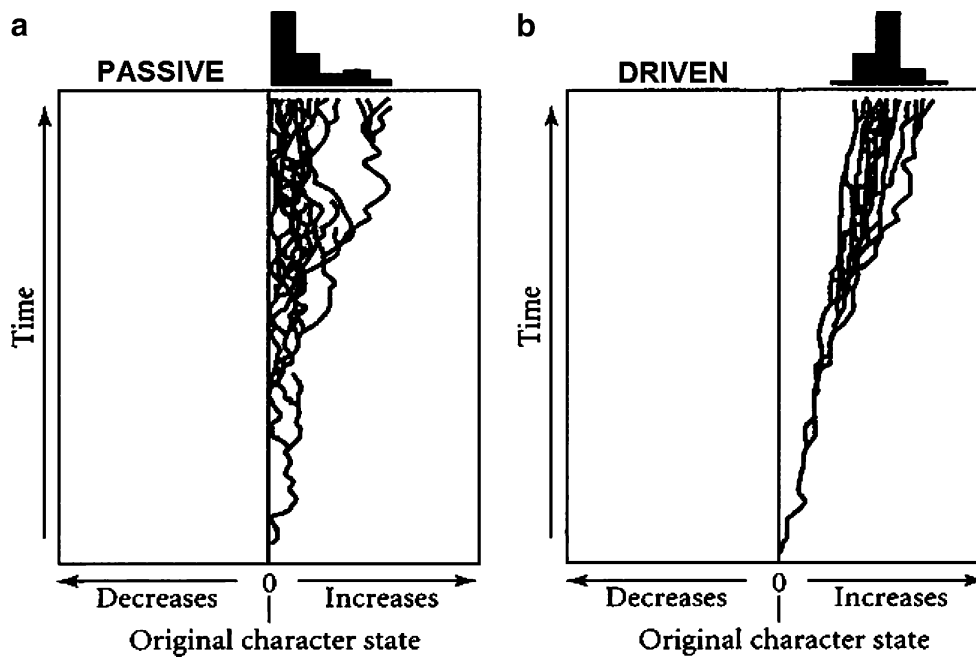 a
PASSIVE
Time
0
Decreases
Increases
Original character state
b
DRIVEN
Time
0
Decreases
Increases
Original character state